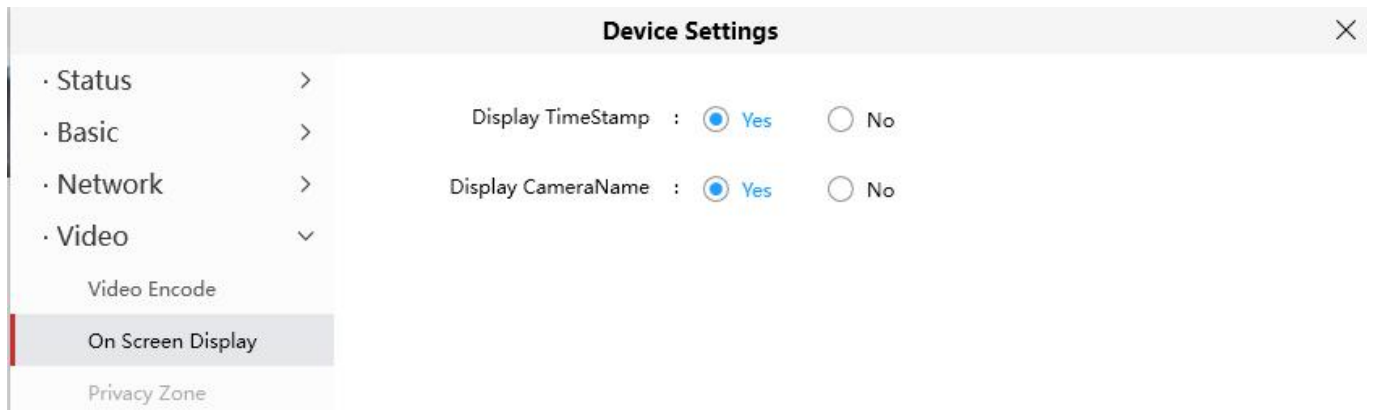 Device Settings
· Status
· Basic
· Network
· Video
Video Encode
On Screen Display
Privacy Zone
Display TimeStamp : Yes No
Display CameraName : Yes No